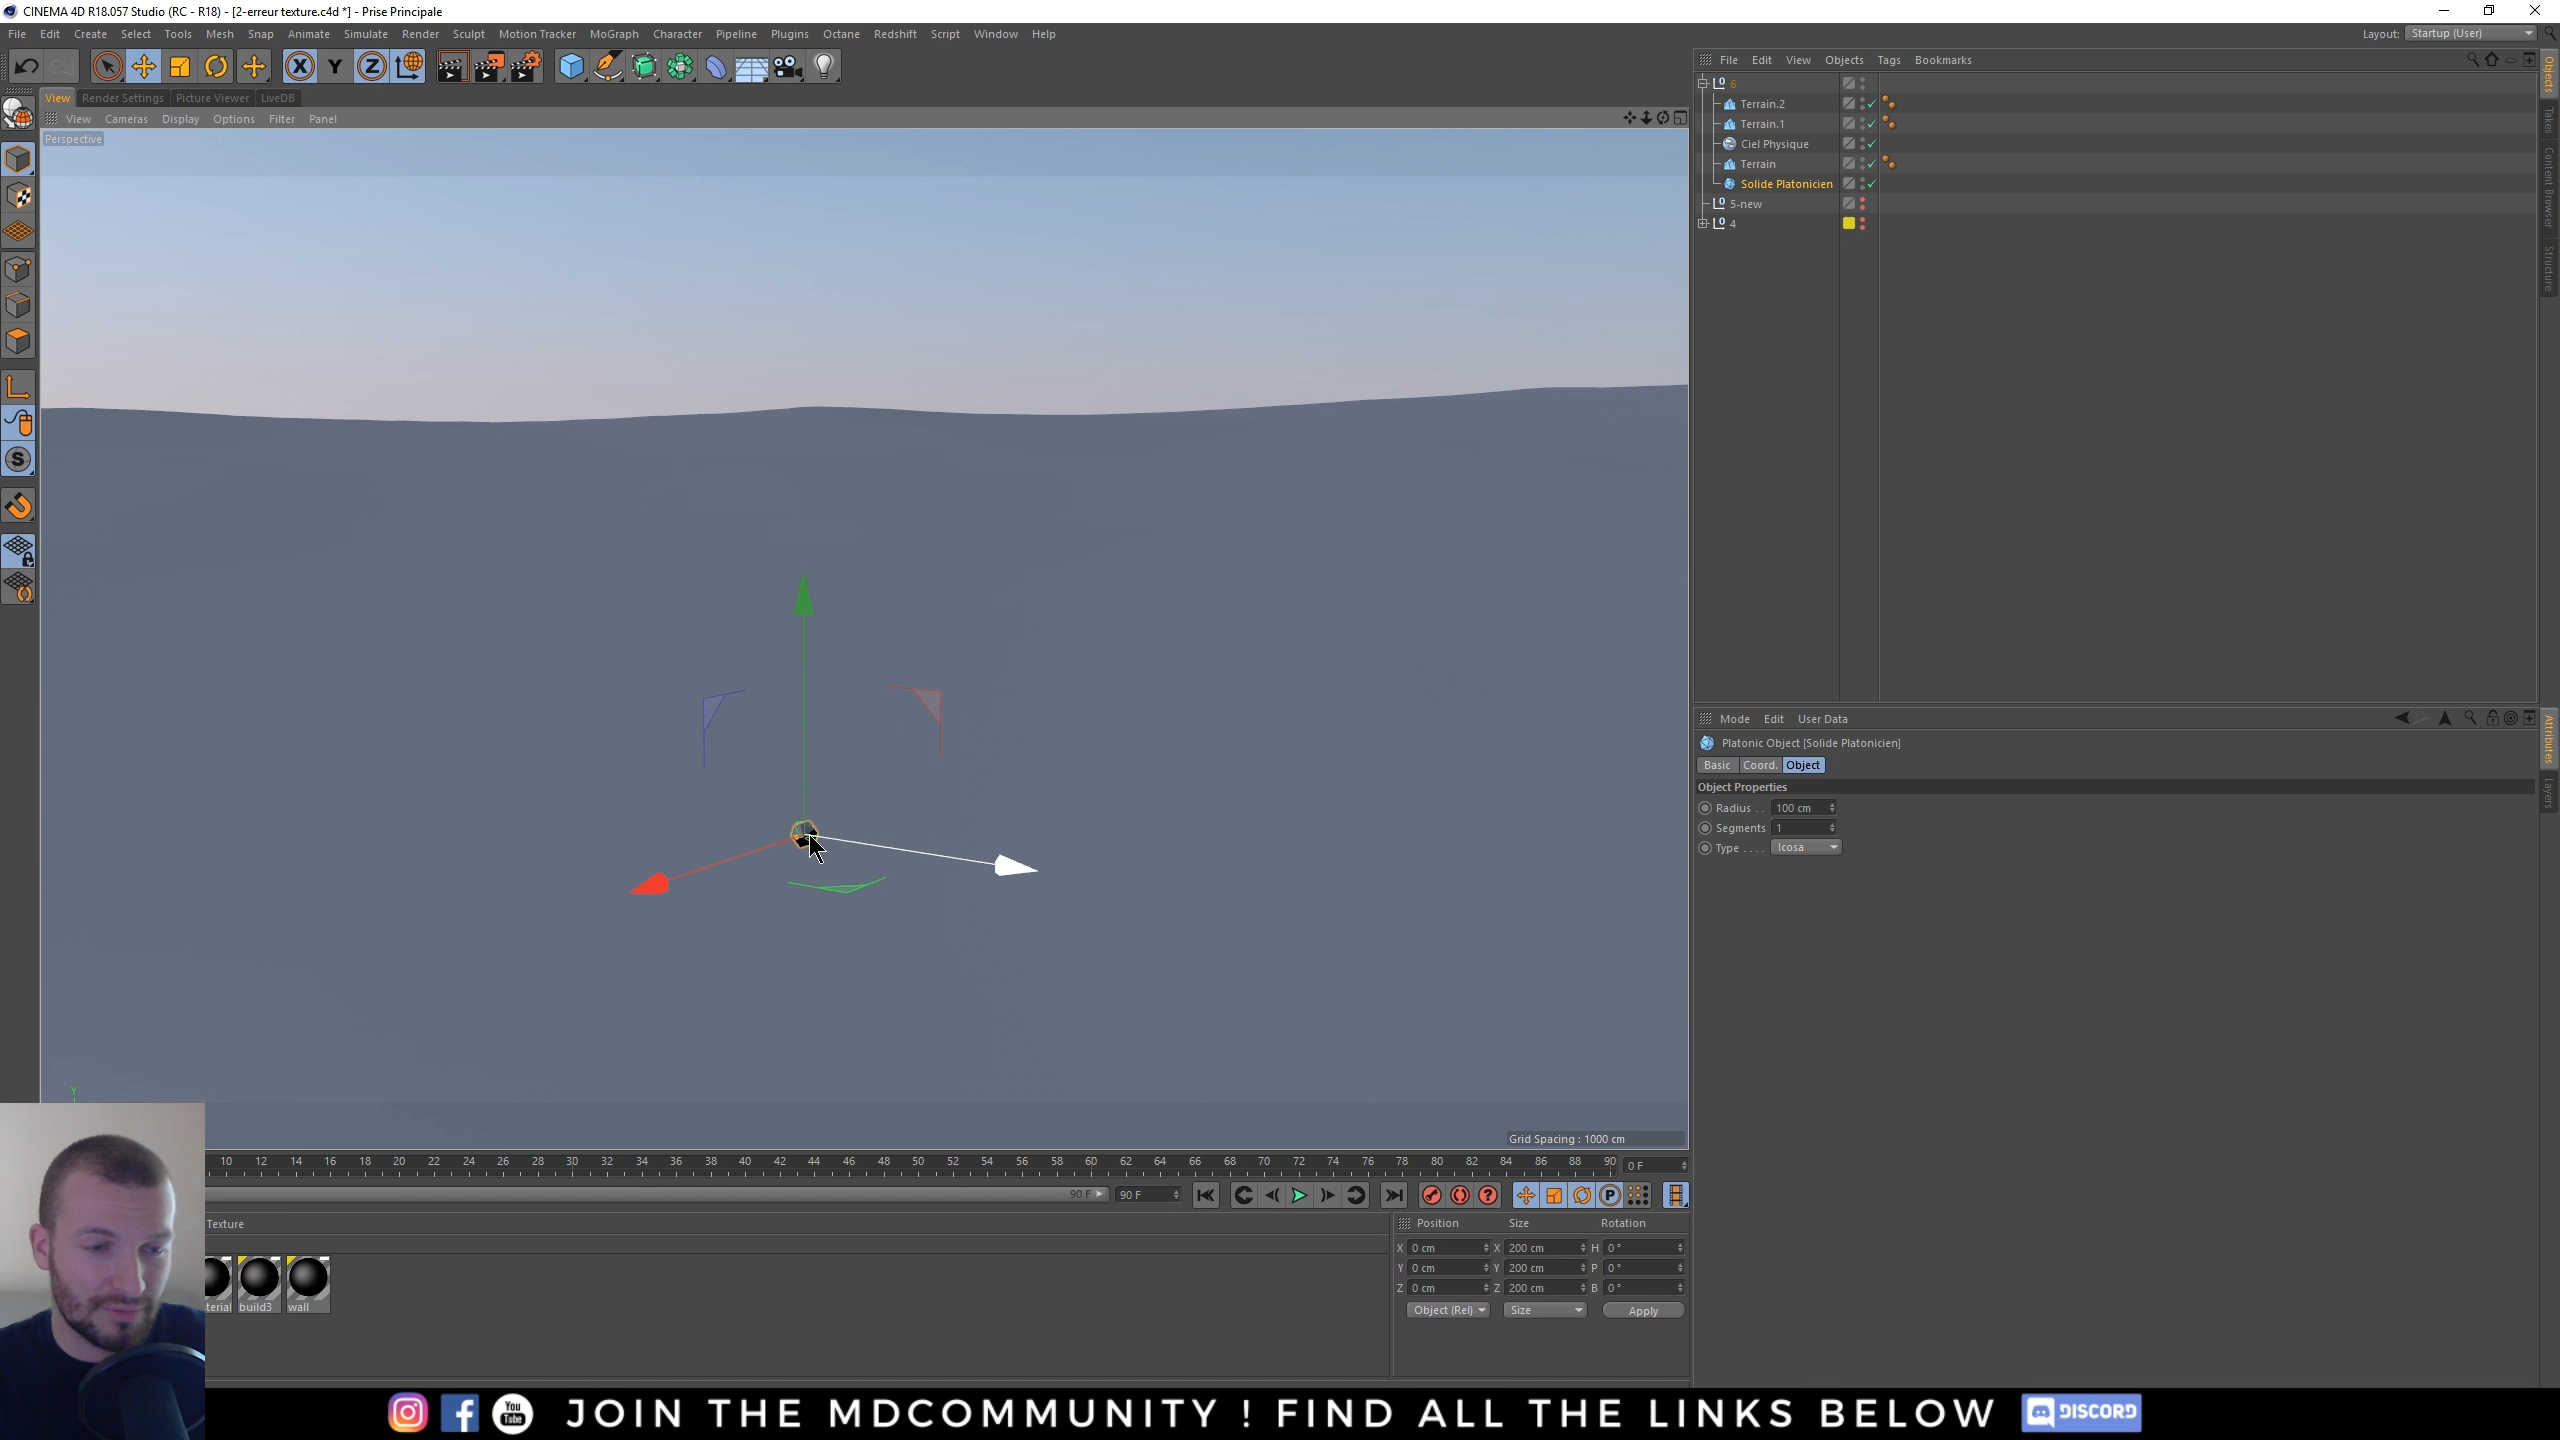 CINEMA 4D R18.057 Studio (RC - R18) - [2-erreur texture.c4d *] - Prise Principale
File Edit Create Select Tools Mesh Snap Animate Simulate Render Sculpt Motion Tracker MoGraph Character Pipeline Plugins Octane Redshift Script Window Help
Layout: Startup (User)
X Y Z
File Edit View Objects Tags Bookmarks
View Render Settings Picture Viewer LiveDB
View Cameras Display Options Filter Panel
Perspective
6
Terrain.2
Terrain.1
Ciel Physique
Terrain
Solide Platonicien
5-new
4
Objects
Takes
Content Browser
Structure
Mode Edit User Data
Platonic Object [Solide Platonicien]
Basic Coord. Object
Object Properties
Radius . . 100 cm
Segments 1
Type . . . . Icosa
Attributes
Layers
Y
Grid Spacing : 1000 cm
10 12 14 16 18 20 22 24 26 28 30 32 34 36 38 40 42 44 46 48 50 52 54 56 58 60 62 64 66 68 70 72 74 76 78 80 82 84 86 88 90 0 F
90 F 90 F
Texture
terial build3 wall
Position Size Rotation
X 0 cm X 200 cm H 0 °
Y 0 cm Y 200 cm P 0 °
Z 0 cm Z 200 cm B 0 °
Object (Rel) Size Apply
You Tube JOIN THE MDCOMMUNITY ! FIND ALL THE LINKS BELOW DISCORD